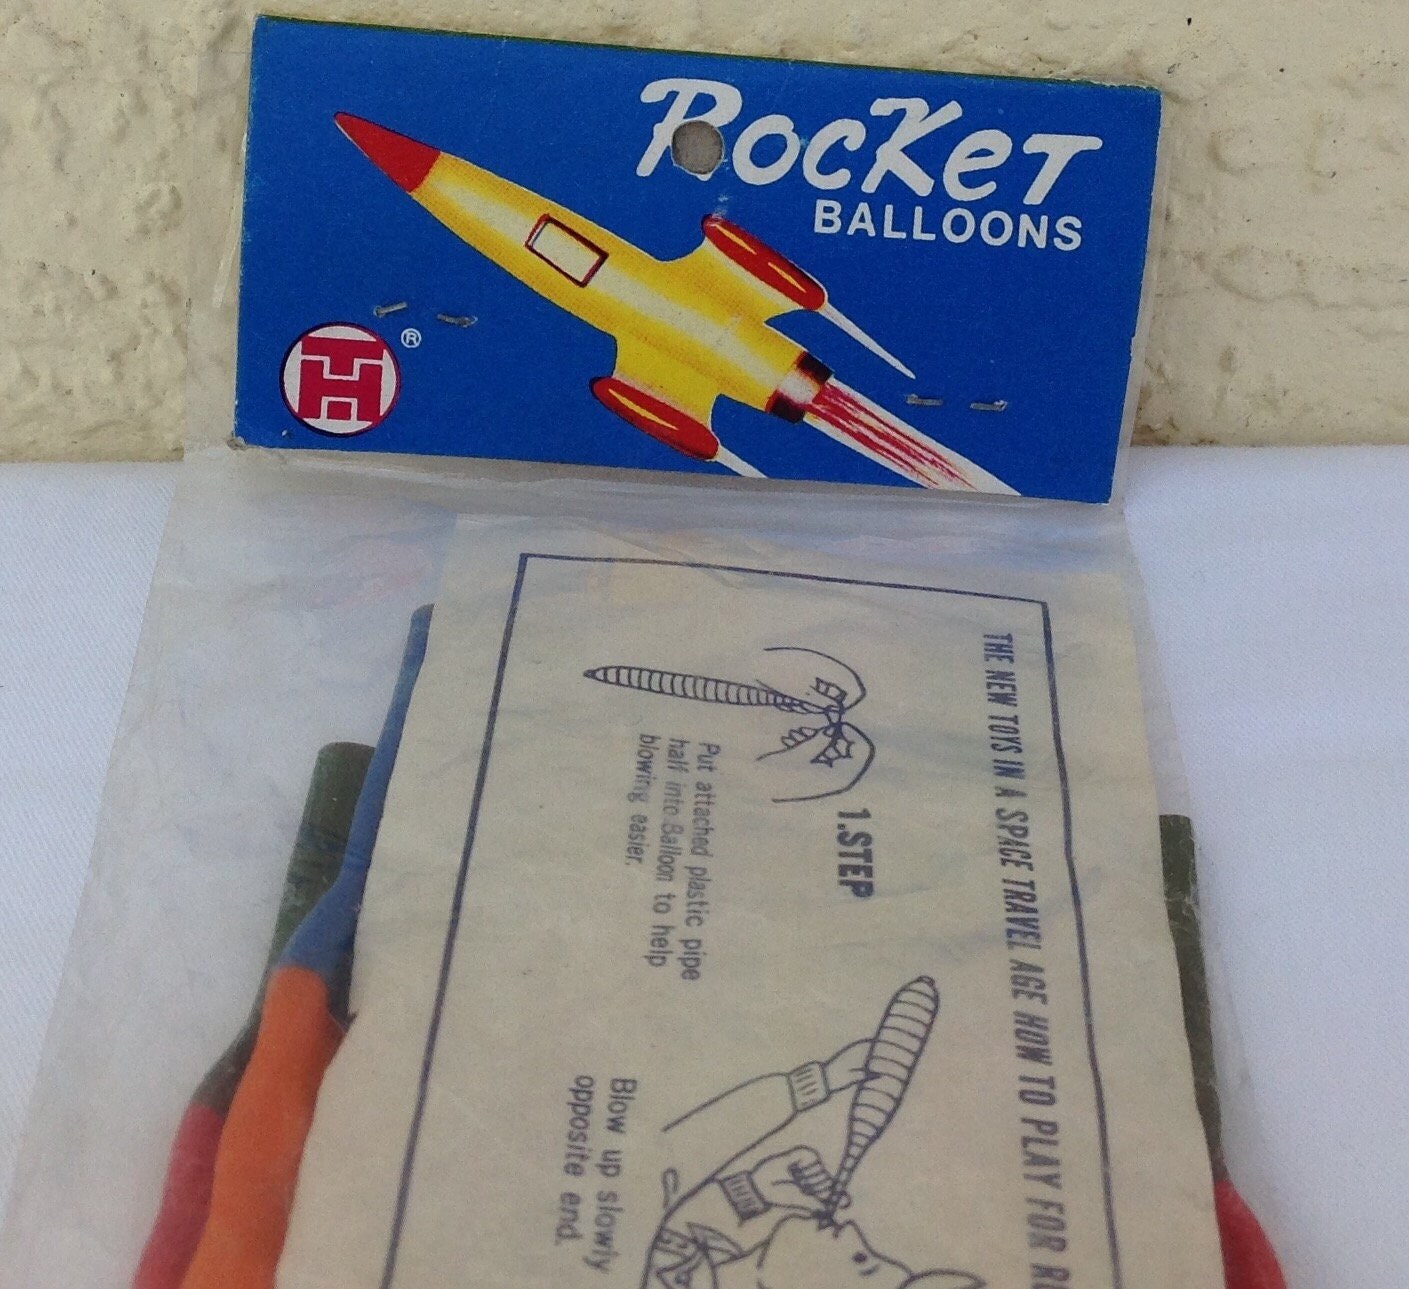 RocKeT
BALLOONS
TH
®
THE NEW TOYS IN A SPACE TRAVEL AGE HOW TO PLAY FOR
1.STEP
Put attached plastic pipe
half into Balloon to help
blowing easier.
Blow up slowly
opposite end.